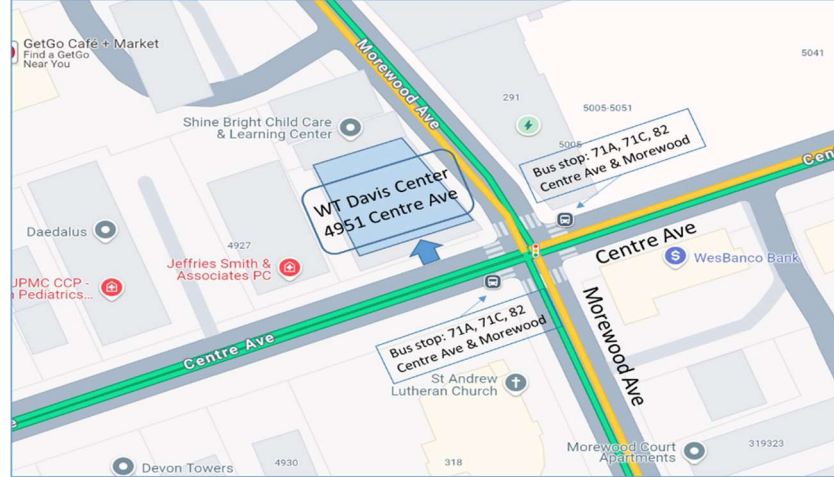 GetGo Café + Market
Find a GetGo
Near You
Morewood Ave
5041
291
5005-5051
Shine Bright Child Care
& Learning Center
5005
Bus stop: 71A, 71C, 82
Centre Ave & Morewood
Cen
WT Davis Center
4951 Centre Ave
Daedalus
4927
Jeffries Smith &
Associates PC
JPMC CCP -
Pediatrics...
Centre Ave
WesBanco Bank
Morewood Ave
Bus stop: 71A, 71C, 82
Centre Ave & Morewood
Centre Ave
St Andrew
Lutheran Church
Devon Towers
4930
318
Morewood Court
Apartments
319323